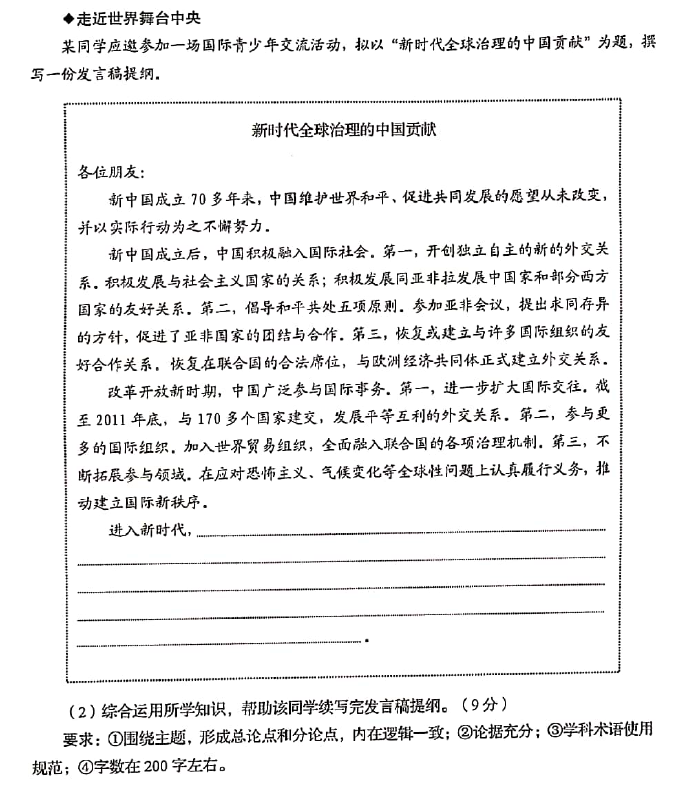 ◆走近世界舞台中央
某同学应邀参加一场国际青少年交流活动，拟以“新时代全球治理的中国贡献”为题，撰
写一份发言稿提纲。
新时代全球治理的中国贡献
各位朋友：
新中国成立 70 多年来，中国维护世界和平、促进共同发展的愿望从未改变，
并以实际行动为之不懈努力。
新中国成立后，中国积极融入国际社会。第一，开创独立自主的新的外交关
系。积极发展与社会主义国家的关系；积极发展同亚非拉发展中国家和部分西方
国家的友好关系。第二，倡导和平共处五项原则。参加亚非会议，提出求同存异
的方针，促进了亚非国家的团结与合作。第三，恢复或建立与许多国际组织的友
好合作关系。恢复在联合国的合法席位，与欧洲经济共同体正式建立外交关系。
改革开放新时期，中国广泛参与国际事务。第一，进一步扩大国际交往。截
至 2011 年底，与 170 多个国家建交，发展平等互利的外交关系。第二，参与更
多的国际组织。加入世界贸易组织，全面融入联合国的各项治理机制。第三，不
断拓展参与领域。在应对恐怖主义、气候变化等全球性问题上认真履行义务，推
动建立国际新秩序。
进入新时代，
。
（2）综合运用所学知识，帮助该同学续写完发言稿提纲。（9 分）
要求：①围绕主题，形成总论点和分论点，内在逻辑一致；②论据充分；③学科术语使用
规范；④字数在 200 字左右。